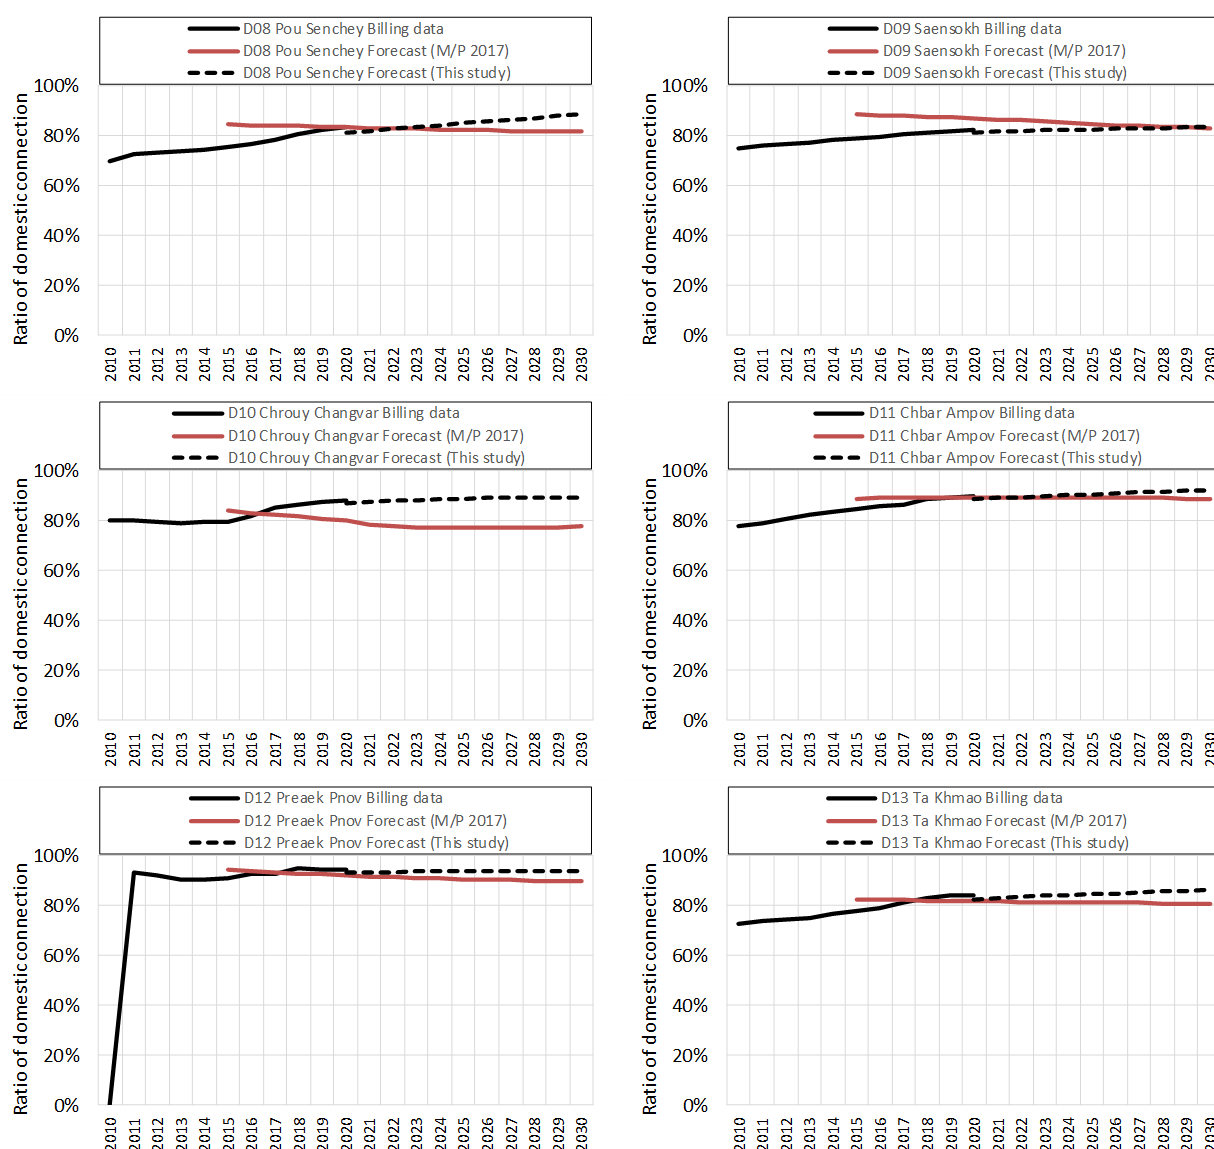 D08 Pou Senchey Billing data
D08 Pou Senchey Forecast (M/P 2017)
D08 Pou Senchey Forecast (This study)
Ratio of domestic connection
100%
80%
60%
40%
20%
0%
2010 2011 2012 2013 2014 2015 2016 2017 2018 2019 2020 2021 2022 2023 2024 2025 2026 2027 2028 2029 2030
D09 Saensokh Billing data
D09 Saensokh Forecast (M/P 2017)
D09 Saensokh Forecast (This study)
Ratio of domestic connection
100%
80%
60%
40%
20%
0%
2010 2011 2012 2013 2014 2015 2016 2017 2018 2019 2020 2021 2022 2023 2024 2025 2026 2027 2028 2029 2030
D10 Chrouy Changvar Billing data
D10 Chrouy Changvar Forecast (M/P 2017)
D10 Chrouy Changvar Forecast (This study)
Ratio of domestic connection
100%
80%
60%
40%
20%
0%
2010 2011 2012 2013 2014 2015 2016 2017 2018 2019 2020 2021 2022 2023 2024 2025 2026 2027 2028 2029 2030
D11 Chbar Ampov Billing data
D11 Chbar Ampov Forecast (M/P 2017)
D11 Chbar Ampov Forecast (This study)
Ratio of domestic connection
100%
80%
60%
40%
20%
0%
2010 2011 2012 2013 2014 2015 2016 2017 2018 2019 2020 2021 2022 2023 2024 2025 2026 2027 2028 2029 2030
D12 Preaek Pnov Billing data
D12 Preaek Pnov Forecast (M/P 2017)
D12 Preaek Pnov Forecast (This study)
Ratio of domestic connection
100%
80%
60%
40%
20%
0%
2010 2011 2012 2013 2014 2015 2016 2017 2018 2019 2020 2021 2022 2023 2024 2025 2026 2027 2028 2029 2030
D13 Ta Khmao Billing data
D13 Ta Khmao Forecast (M/P 2017)
D13 Ta Khmao Forecast (This study)
Ratio of domestic connection
100%
80%
60%
40%
20%
0%
2010 2011 2012 2013 2014 2015 2016 2017 2018 2019 2020 2021 2022 2023 2024 2025 2026 2027 2028 2029 2030